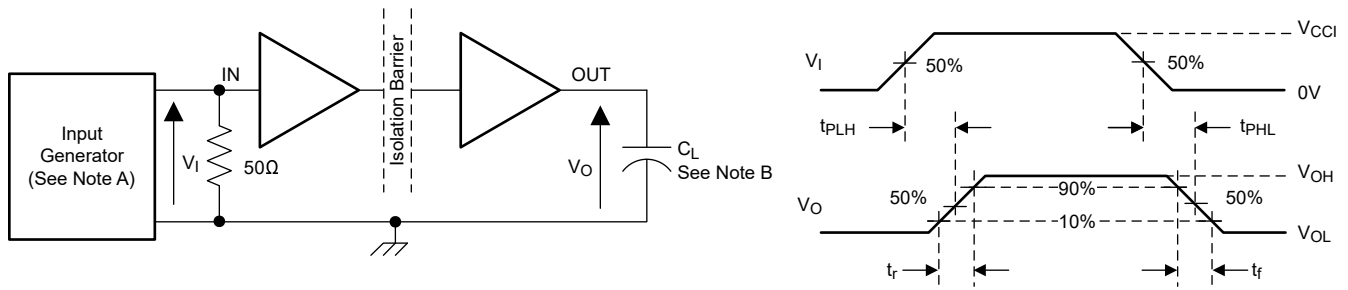 Input
Generator
(See Note A)
V_I
IN
50Ω
Isolation Barrier
OUT
V_O
C_L
See Note B
V_I
50%
50%
V_CCI
0V
t_PLH
t_PHL
V_O
50%
90%
10%
50%
V_OH
V_OL
t_r
t_f